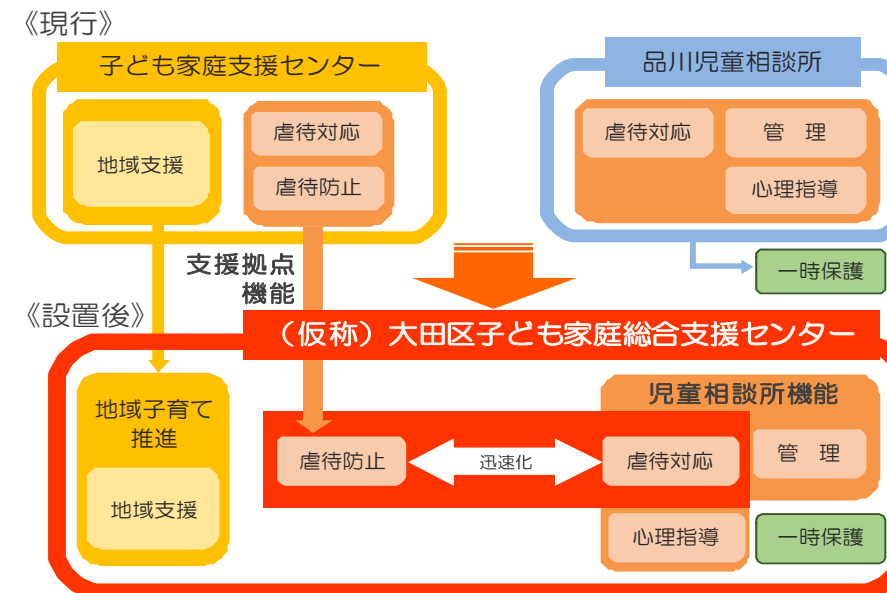 《現行》
子ども家庭支援センター
品川児童相談所
地域支援
虐待対応
虐待防止
虐待対応
管　理
心理指導
支援拠点
機能
一時保護
《設置後》
（仮称）大田区子ども家庭総合支援センター
地域子育て
推進
地域支援
虐待防止
迅速化
児童相談所機能
虐待対応
管　理
心理指導
一時保護